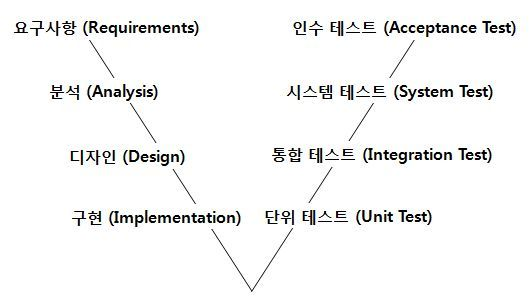 요구사항 (Requirements)
인수 테스트 (Acceptance Test)
분석 (Analysis)
시스템 테스트 (System Test)
디자인 (Design)
통합 테스트 (Integration Test)
구현 (Implementation)
단위 테스트 (Unit Test)